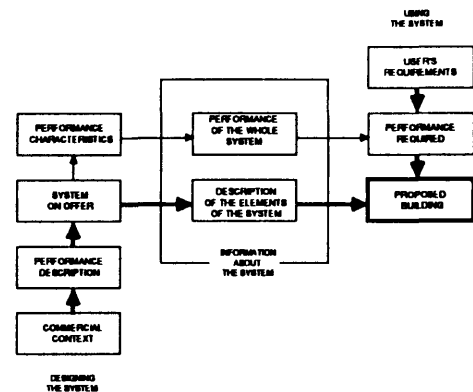 USING
THE SYSTEM
USER'S
REQUIREMENTS
PERFORMANCE
CHARACTERISTICS
PERFORMANCE
OF THE WHOLE
SYSTEM
PERFORMANCE
REQUIRED
SYSTEM
ON OFFER
DESCRIPTION
OF THE ELEMENTS
OF THE SYSTEM
PROPOSED
BUILDING
PERFORMANCE
DESCRIPTION
INFORMATION
ABOUT
THE SYSTEM
COMMERCIAL
CONTEXT
DESIGNING
THE SYSTEM